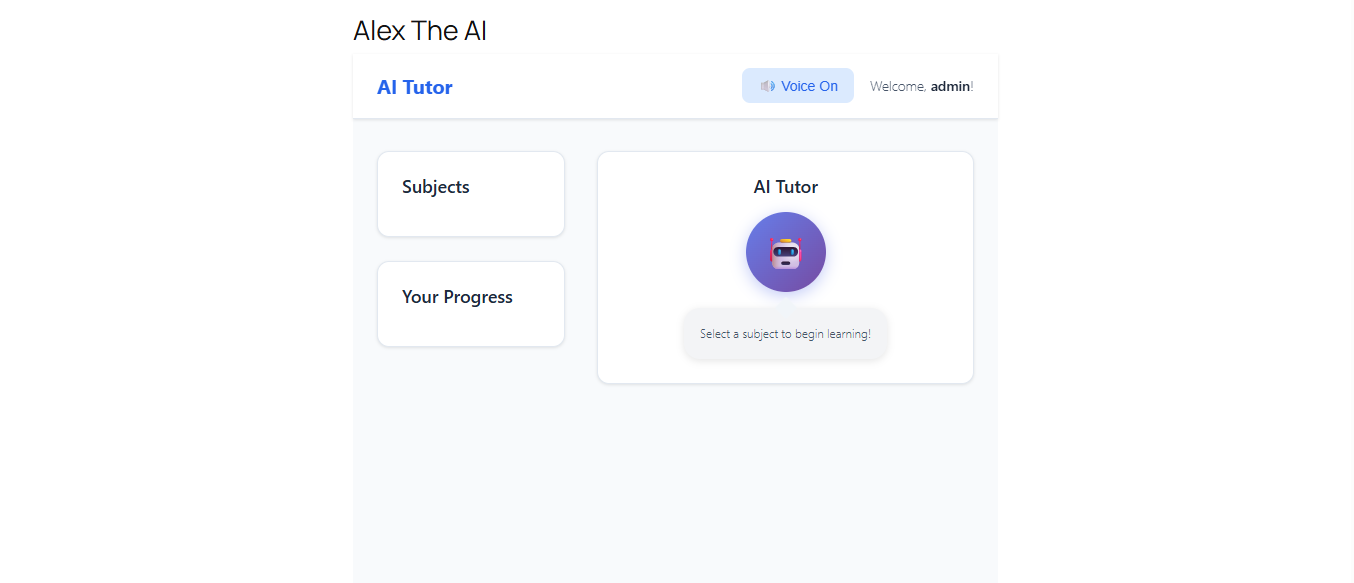 Alex The AI
AI Tutor
Voice On
Welcome, admin!
Subjects
Your Progress
AI Tutor
Select a subject to begin learning!